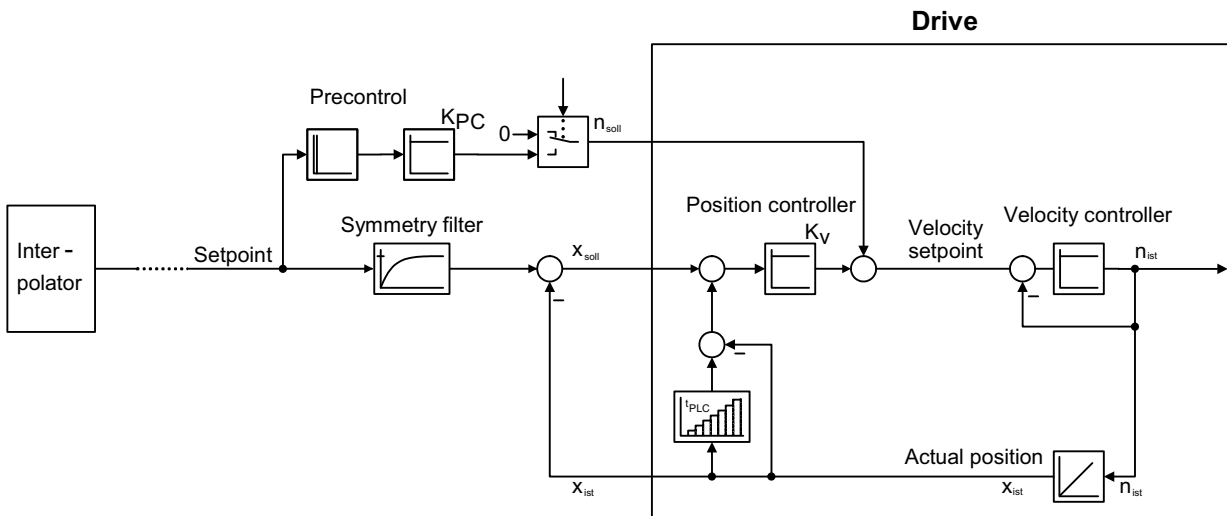 Drive
Precontrol
KPC
0
nsoll
Position controller
Kv
Velocity controller
Inter -
polator
Setpoint
Symmetry filter
xsoll
Velocity
setpoint
nist
−
−
−
tPLC
Actual position
xist
xist
nist